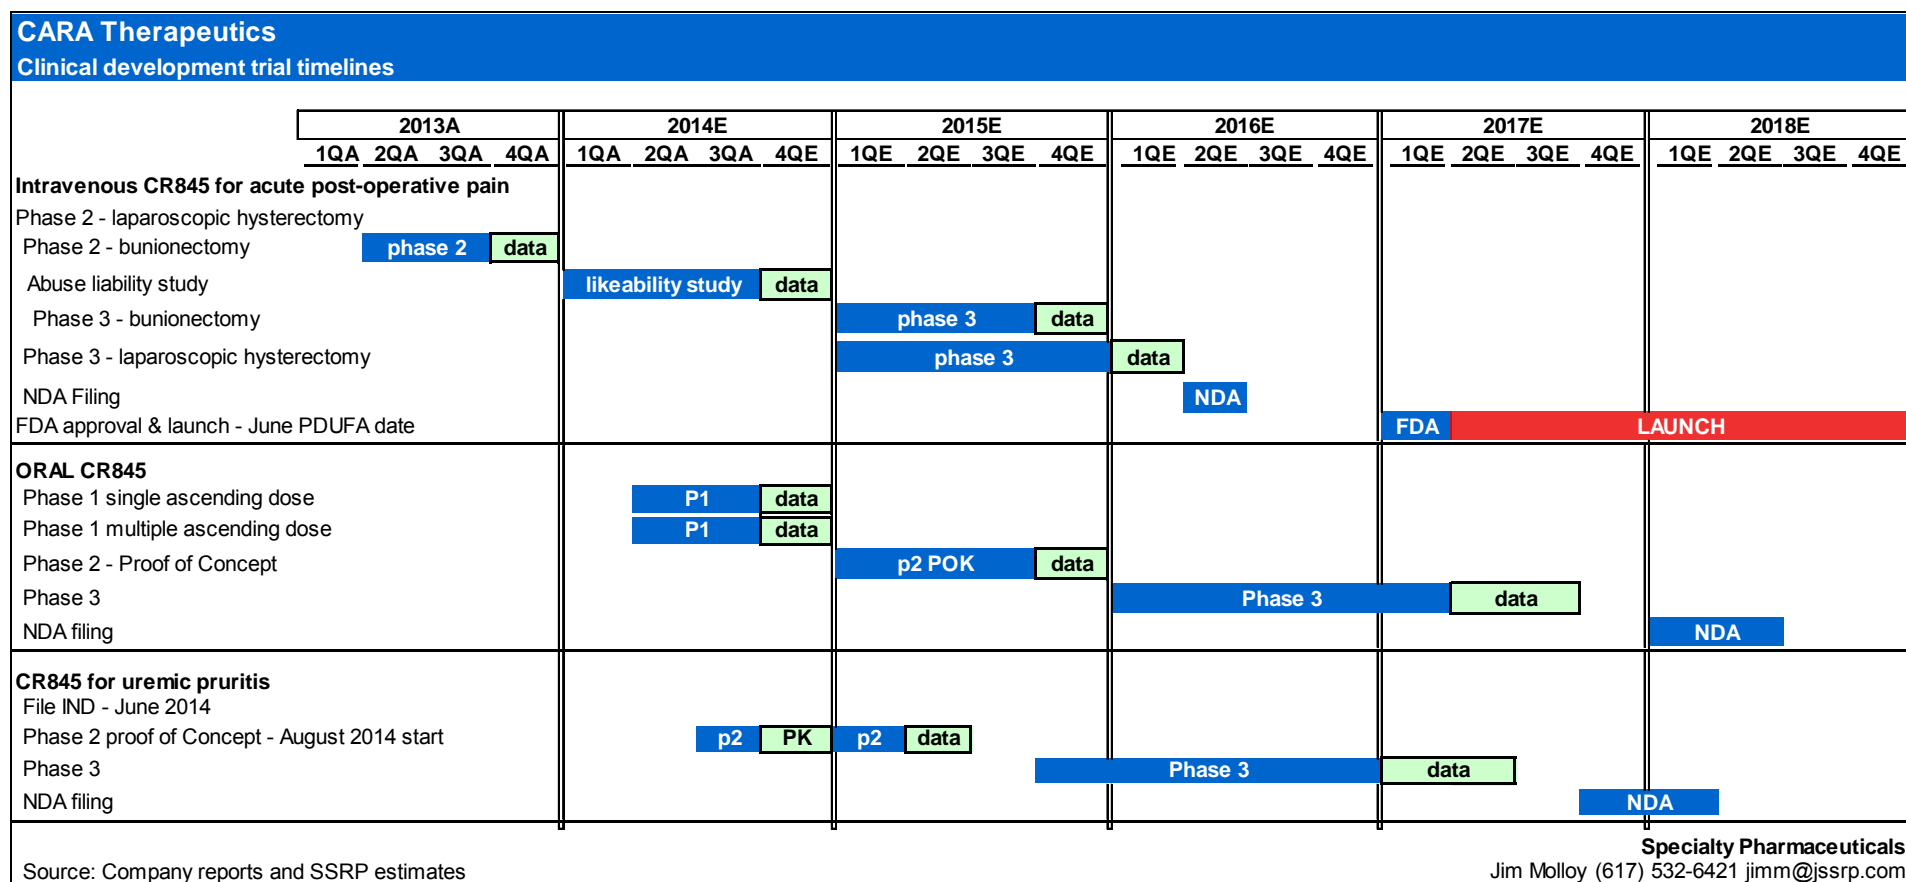 CARA Therapeutics
Clinical development trial timelines
2013A 2014E 2015E 2016E 2017E 2018E
1QA 2QA 3QA 4QA 1QA 2QA 3QA 4QE 1QE 2QE 3QE 4QE 1QE 2QE 3QE 4QE 1QE 2QE 3QE 4QE 1QE 2QE 3QE 4QE
Intravenous CR845 for acute post-operative pain
Phase 2 - laparoscopic hysterectomy
Phase 2 - bunionectomy phase 2 data
Abuse liability study likeability study data
Phase 3 - bunionectomy phase 3 data
Phase 3 - laparoscopic hysterectomy phase 3 data
NDA Filing NDA
FDA approval & launch - June PDUFA date FDA LAUNCH
ORAL CR845
Phase 1 single ascending dose P1 data
Phase 1 multiple ascending dose P1 data
Phase 2 - Proof of Concept p2 POK data
Phase 3 Phase 3 data
NDA filing NDA
CR845 for uremic pruritis
File IND - June 2014
Phase 2 proof of Concept - August 2014 start p2 PK p2 data
Phase 3 Phase 3 data
NDA filing NDA
Specialty Pharmaceuticals
Source: Company reports and SSRP estimates Jim Molloy (617) 532-6421 jimm@jssrp.com